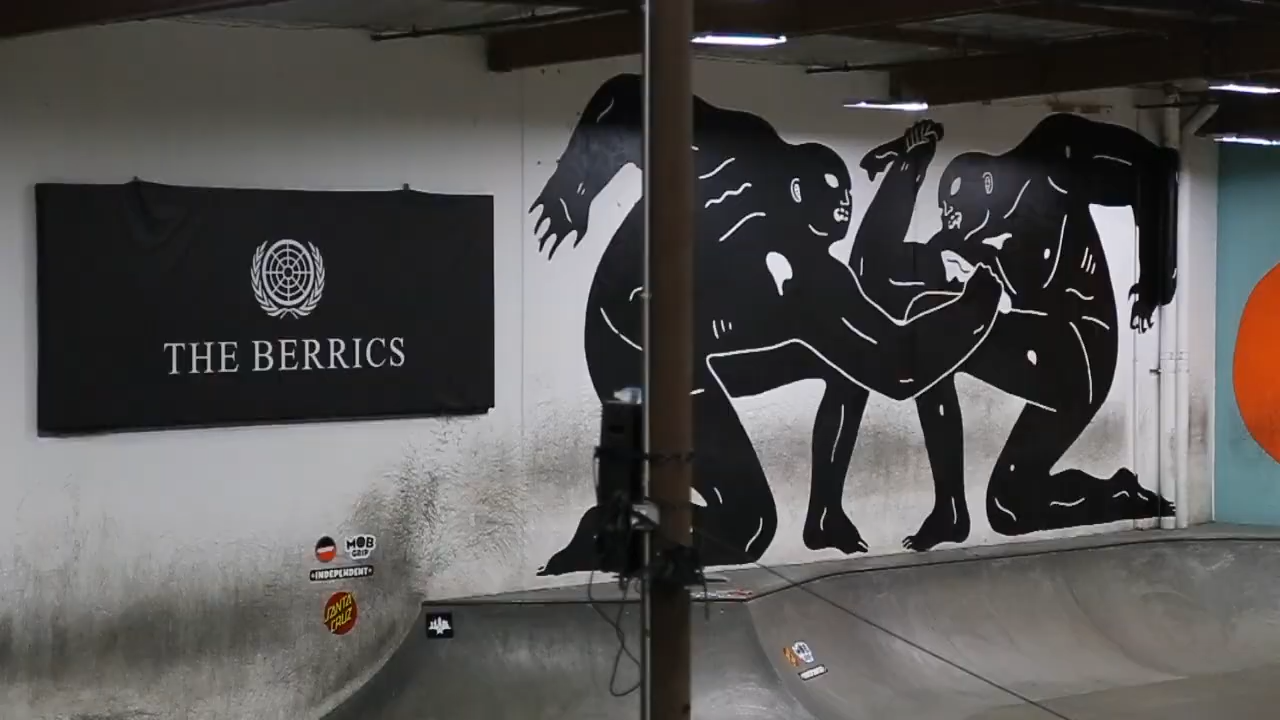 THE BERRICS
MOB
GRIP
INDEPENDENT
SANTA
CRUZ